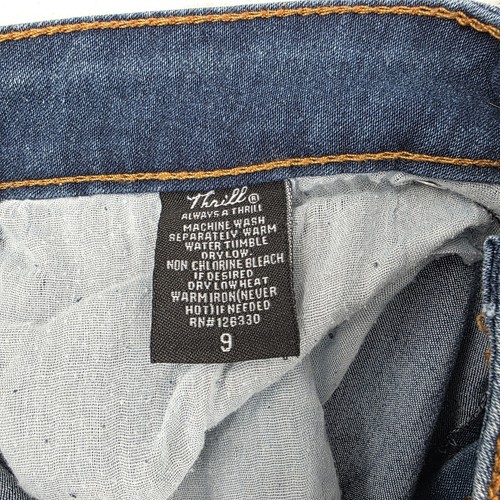 Thrill®
ALWAYS A THRILL
MACHINE WASH
SEPARATELY WARM
WATER TUMBLE
DRY LOW.
NON CHLORINE BLEACH
IF DESIRED
DRY LOW HEAT
WARM IRON(NEVER
HOT)IF NEEDED
RN#126330
9